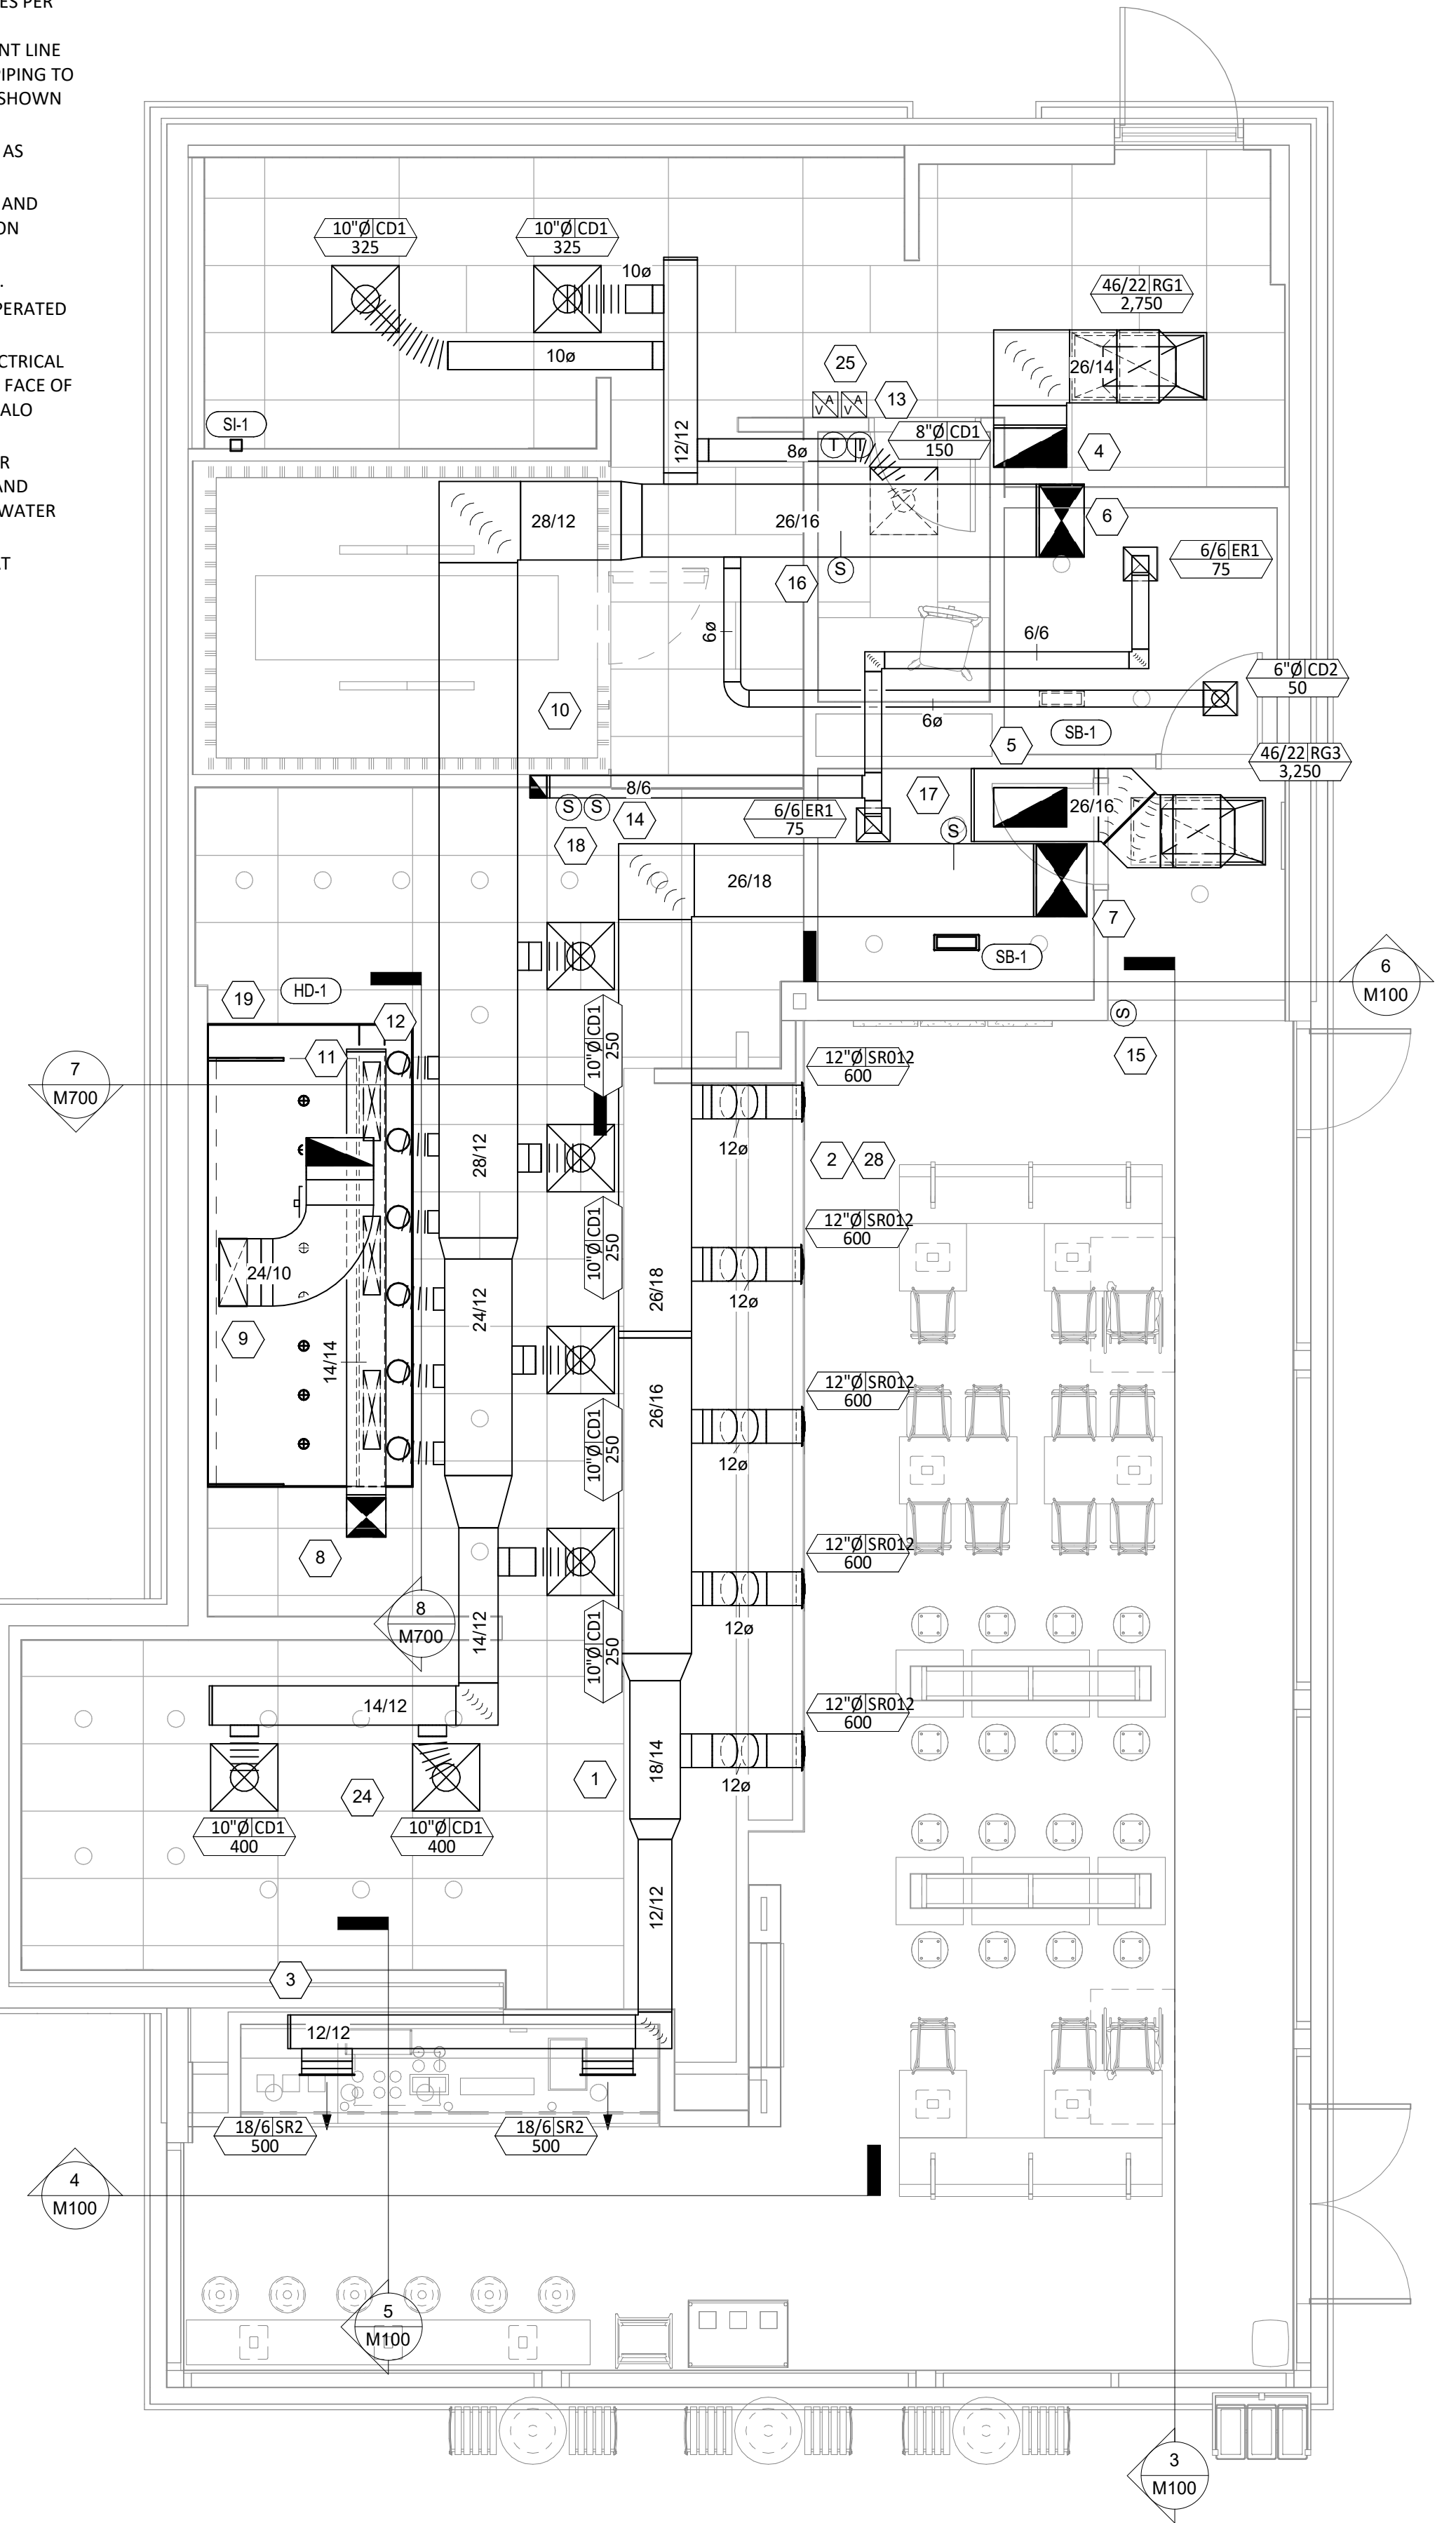 ES PER
NT LINE
PIPING TO
SHOWN
AS
AND
ON
.
PERATED
CTRICAL
FACE OF
ALO
R
AND
WATER
AT
10"Ø CD1
325
10"Ø CD1
325
10ø
10ø
46/22 RG1
2,750
26/14
25
A
V
A
V
13
SI-1
8"Ø CD1
150
12/12
8ø
T
T
4
28/12
26/16
6
S
16
6/6 ER1
75
6ø
6/6
6"Ø CD2
50
10
6ø
SB-1
5
46/22 RG3
3,250
8/6
17
26/16
S
S
14
6/6 ER1
75
S
18
26/18
7
SB-1
6
M100
HD-1
19
12
S
10"Ø CD1
250
11
15
12"Ø SR012
600
7
M700
12ø
28/12
2
28
10"Ø CD1
250
12"Ø SR012
600
24/10
26/18
12ø
24/12
9
14/14
12"Ø SR012
600
26/16
10"Ø CD1
250
12ø
8
12"Ø SR012
600
8
M700
14/12
12ø
10"Ø CD1
250
14/12
12"Ø SR012
600
18/14
1
12ø
24
10"Ø CD1
400
10"Ø CD1
400
12/12
3
12/12
18/6 SR2
500
18/6 SR2
500
4
M100
5
M100
3
M100